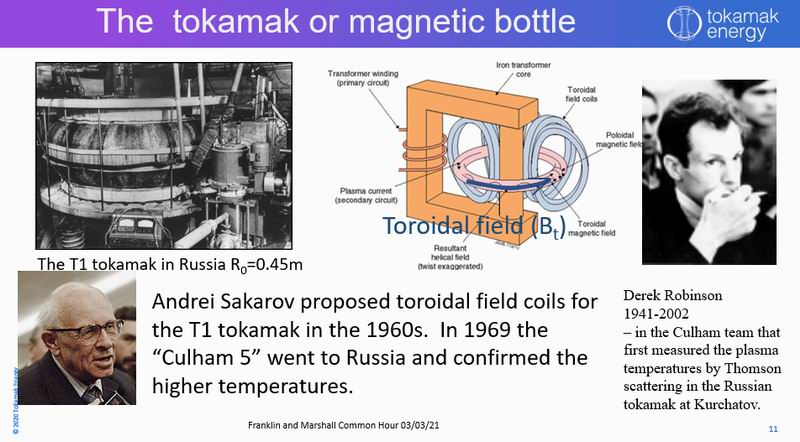 The tokamak or magnetic bottle
tokamak
energy
Transformer winding
(primary circuit)
Iron transformer
core
Toroidal
field coils
Poloidal
magnetic field
Plasma current
(secondary circuit)
Toroidal field (Bt)
Toroidal
magnetic field
Resultant
helical field
(twist exaggerated)
The T1 tokamak in Russia R0=0.45m
Andrei Sakarov proposed toroidal field coils for
the T1 tokamak in the 1960s. In 1969 the
“Culham 5” went to Russia and confirmed the
higher temperatures.
Derek Robinson
1941-2002
– in the Culham team that
first measured the plasma
temperatures by Thomson
scattering in the Russian
tokamak at Kurchatov.
© 2020 Tokamak Energy
Franklin and Marshall Common Hour 03/03/21
11